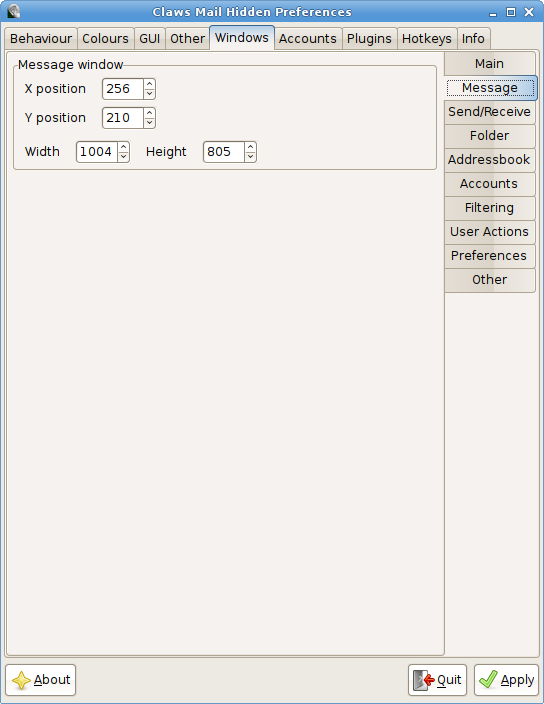 Claws Mail Hidden Preferences
Behaviour Colours GUI Other Windows Accounts Plugins Hotkeys Info
Message window
X position 256
Y position 210
Width 1004 Height 805
Main
Message
Send/Receive
Folder
Addressbook
Accounts
Filtering
User Actions
Preferences
Other
About Quit Apply